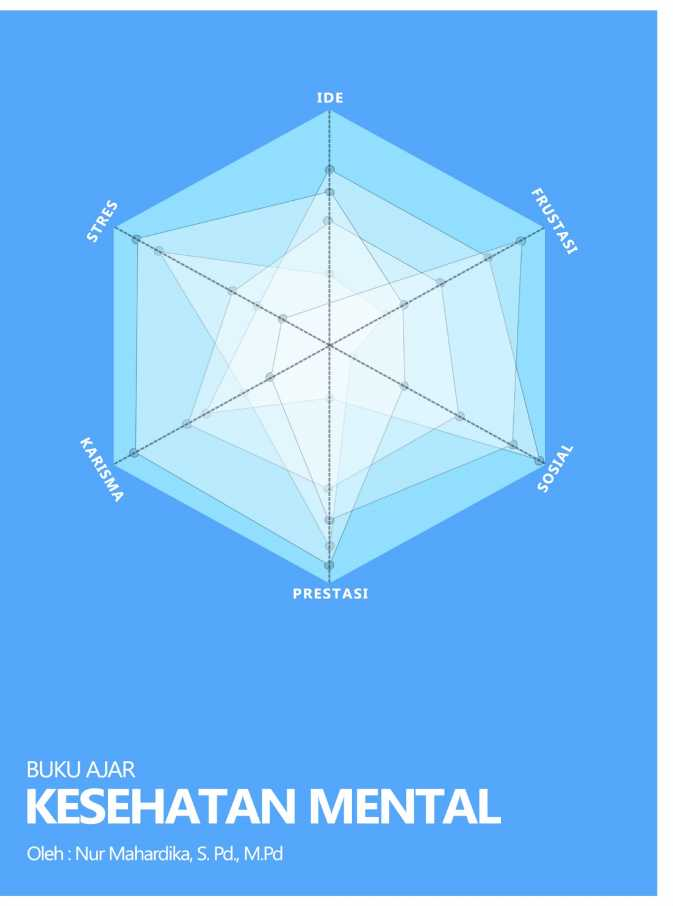 IDE
STRES
FRUSTASI
KARISMA
SOSIAL
PRESTASI
BUKU AJAR
KESEHATAN MENTAL
Oleh : Nur Mahardika, S. Pd., M.Pd